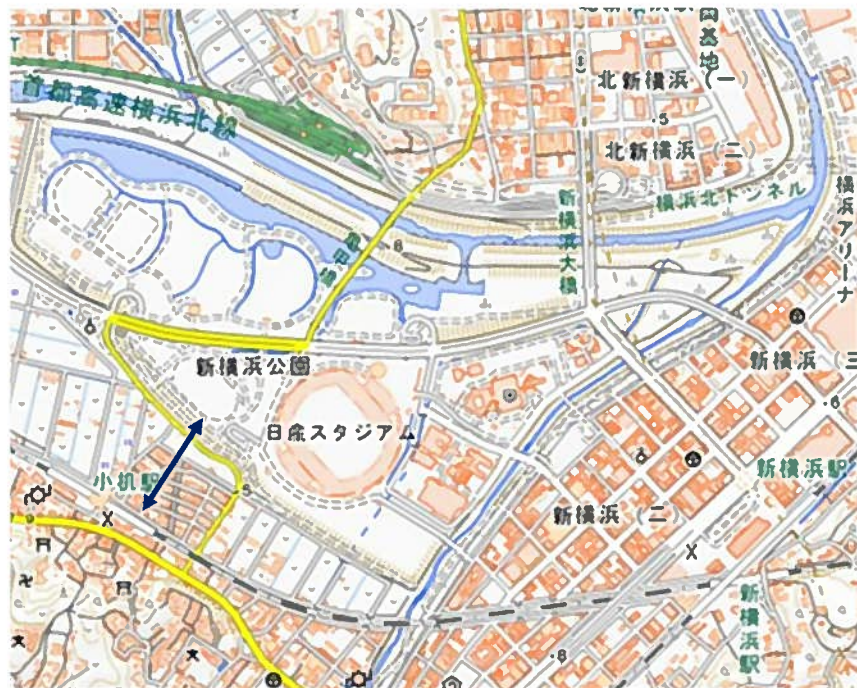 首都高速横浜北線
北新横浜 (一)
・5
北新横浜 (二)
横浜北トンネル
新横浜大橋
横浜アリーナ
新横浜公園
日産スタジアム
新横浜 (三
・6
小机駅
新横浜駅
新横浜 (二)
新横浜駅
・8